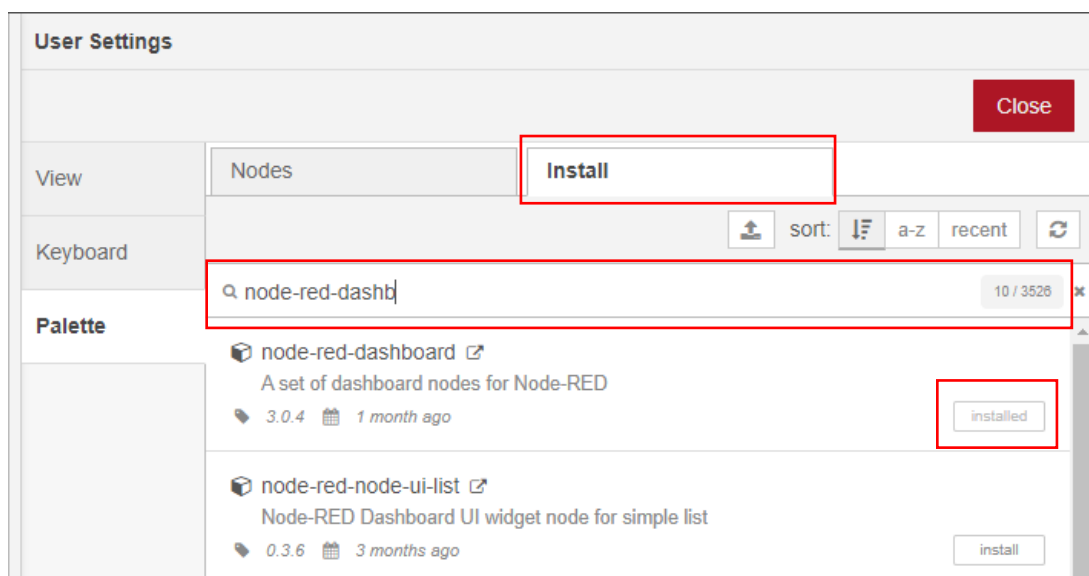 User Settings
Close
View
Nodes
Install
sort:
a-z
recent
Keyboard
node-red-dashb
10 / 3526
Palette
node-red-dashboard
A set of dashboard nodes for Node-RED
3.0.4
1 month ago
installed
node-red-node-ui-list
Node-RED Dashboard UI widget node for simple list
0.3.6
3 months ago
install